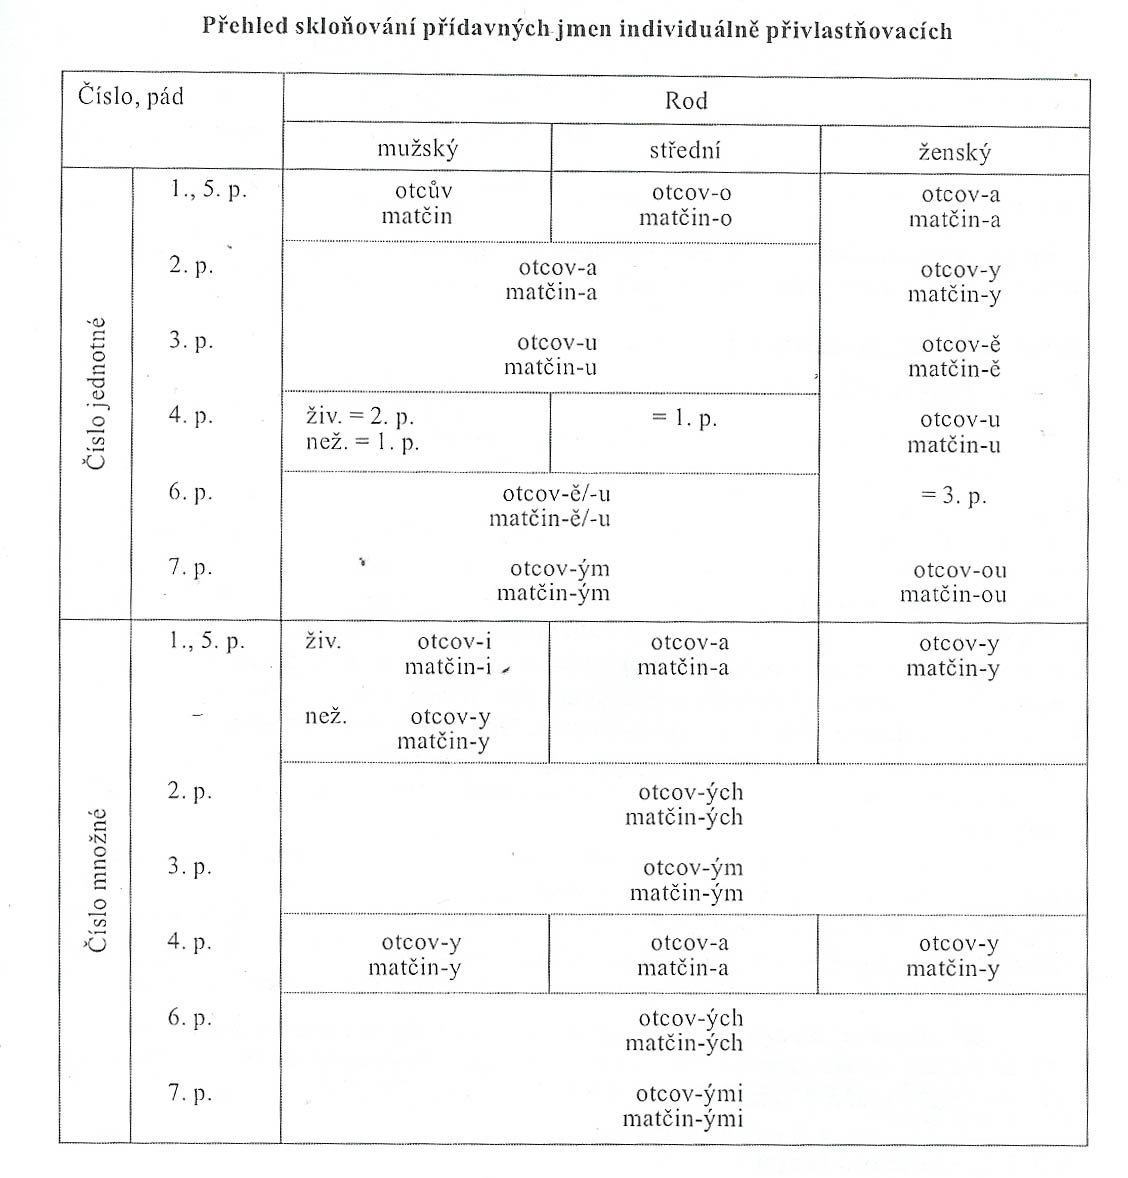 Přehled skloňování přídavných jmen individuálně přivlastňovacích
Číslo, pád
Rod
mužský
střední
ženský
Číslo jednotné
1., 5. p.
otcův
matčin
otcov-o
matčin-o
otcov-a
matčin-a
2. p.
otcov-a
matčin-a
otcov-y
matčin-y
3. p.
otcov-u
matčin-u
otcov-ě
matčin-ě
4. p.
živ. = 2. p.
než. = 1. p.
= 1. p.
otcov-u
matčin-u
6. p.
otcov-ě/-u
matčin-ě/-u
= 3. p.
7. p.
otcov-ým
matčin-ým
otcov-ou
matčin-ou
Číslo množné
1., 5. p.
živ. otcov-i
matčin-i
než. otcov-y
matčin-y
otcov-a
matčin-a
otcov-y
matčin-y
2. p.
otcov-ých
matčin-ých
3. p.
otcov-ým
matčin-ým
4. p.
otcov-y
matčin-y
otcov-a
matčin-a
otcov-y
matčin-y
6. p.
otcov-ých
matčin-ých
7. p.
otcov-ými
matčin-ými